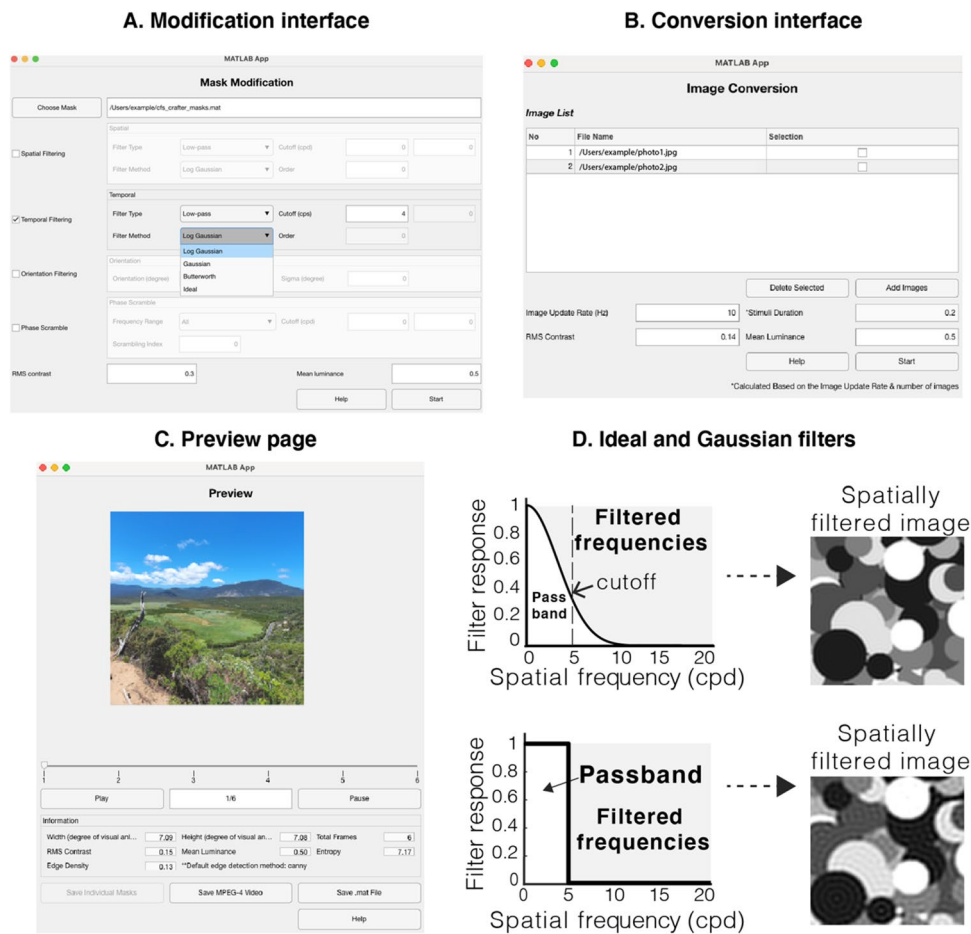 A. Modification interface
MATLAB App
Mask Modification
Choose Mask
/Users/example/cfs_crafter_masks.mat
Spatial
Spatial Filtering
Filter Type Low-pass Cutoff (cpd) 0 0
Filter Method Log Gaussian Order 0
Temporal
Temporal Filtering
Filter Type Low-pass Cutoff (cps) 4 0
Filter Method Log Gaussian Order 0
Log Gaussian
Gaussian
Butterworth
Ideal
Orientation
Orientation Filtering
Orientation (degree) Sigma (degree) 0
Phase Scramble
Phase Scramble
Frequency Range All Cutoff (cpd) 0 0
Scrambling Index 0
RMS contrast 0.3 Mean luminance 0.5
Help Start
B. Conversion interface
MATLAB App
Image Conversion
Image List
No File Name Selection
1 /Users/example/photo1.jpg
2 /Users/example/photo2.jpg
Delete Selected Add Images
Image Update Rate (Hz) 10 *Stimuli Duration 0.2
RMS Contrast 0.14 Mean Luminance 0.5
Help Start
*Calculated Based on the Image Update Rate & number of images
C. Preview page
MATLAB App
Preview
1 2 3 4 5 6
Play 1/6 Pause
Information
Width (degree of visual ani... 7.09 Height (degree of visual an... 7.08 Total Frames 6
RMS Contrast 0.15 Mean Luminance 0.50 Entropy 7.17
Edge Density 0.13 **Default edge detection method: canny
Save Individual Masks Save MPEG-4 Video Save .mat File
Help
D. Ideal and Gaussian filters
Filter response
1
0.8
0.6
0.4
0.2
0
Filtered
frequencies
cutoff
Pass
band
0 5 10 15 20
Spatial frequency (cpd)
Spatially
filtered image
Filter response
1
0.8
0.6
0.4
0.2
0
Passband
Filtered
frequencies
0 5 10 15 20
Spatial frequency (cpd)
Spatially
filtered image